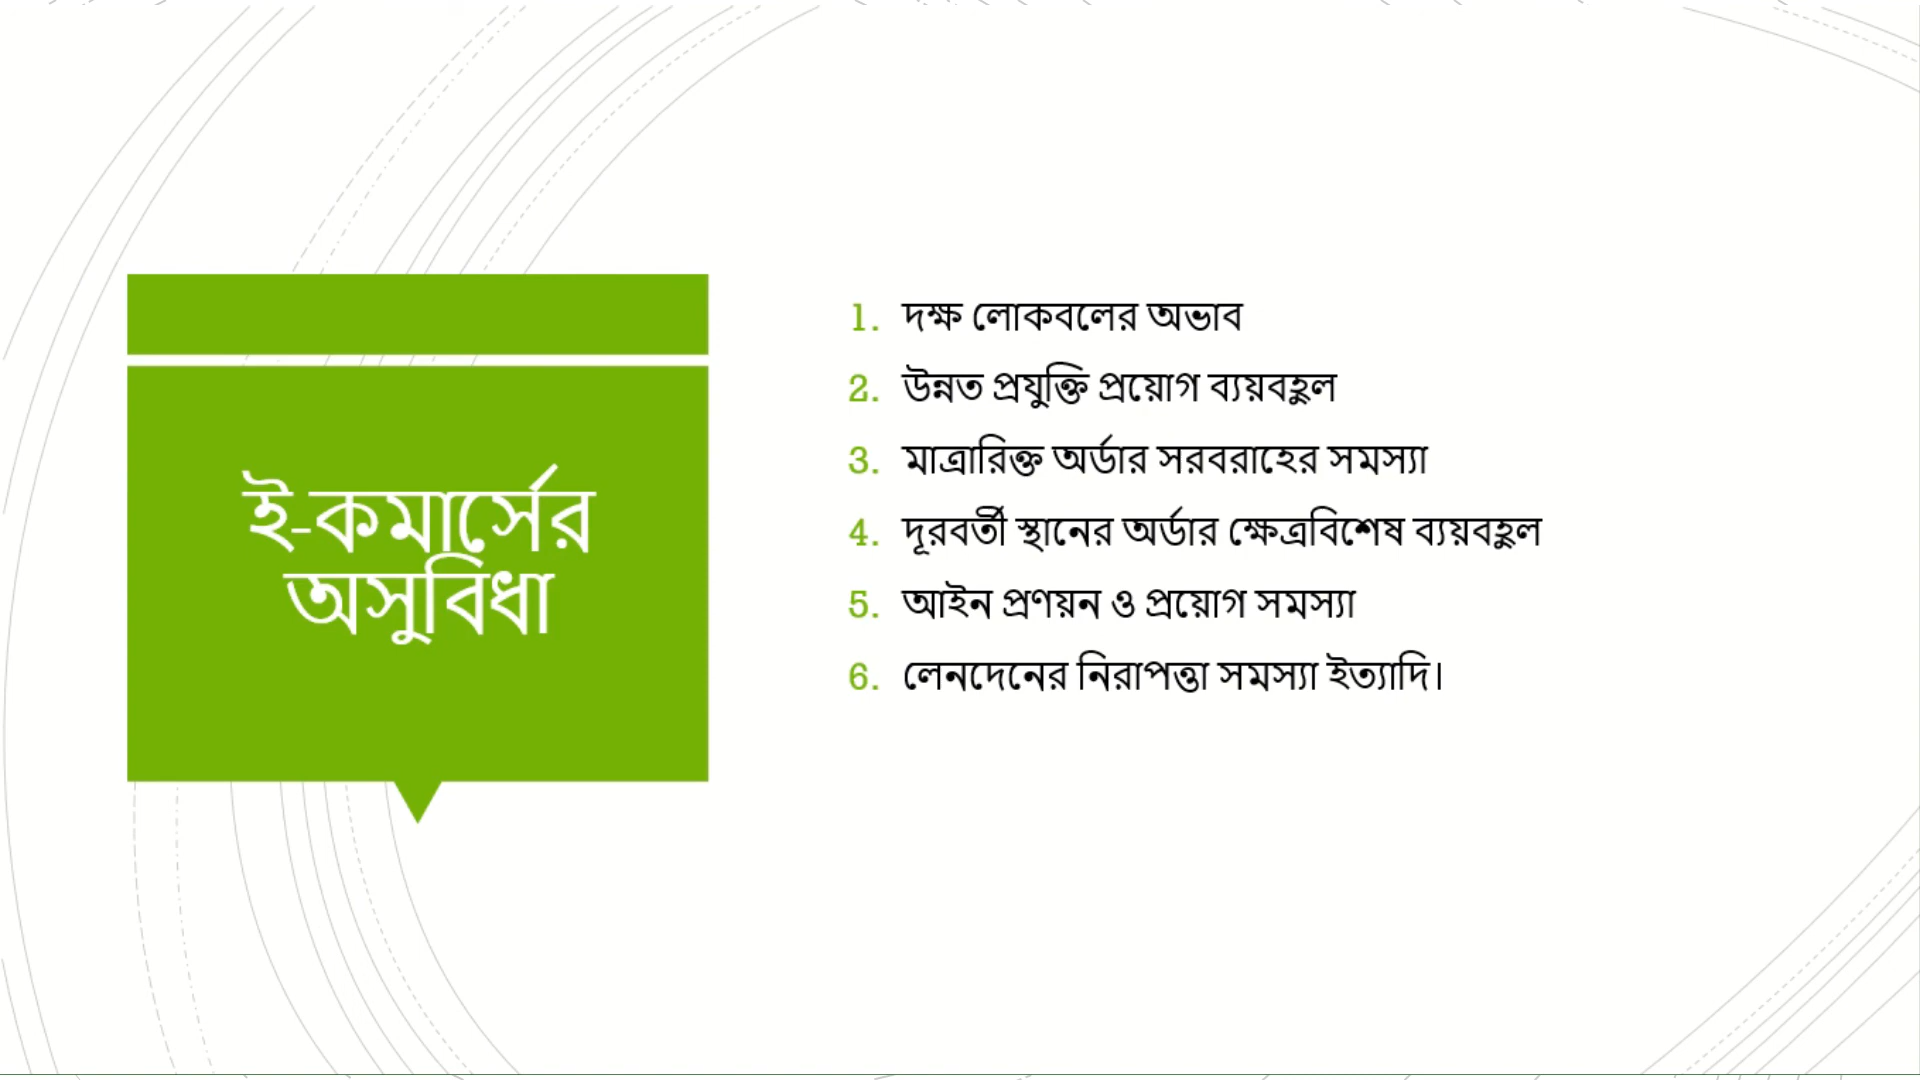 ই-কমার্সের
অসুবিধা
1. দক্ষ লোকবলের অভাব
2. উন্নত প্রযুক্তি প্রয়োগ ব্যয়বহুল
3. মাত্রারিক্ত অর্ডার সরবরাহের সমস্যা
4. দূরবর্তী স্থানের অর্ডার ক্ষেত্রবিশেষ ব্যয়বহুল
5. আইন প্রণয়ন ও প্রয়োগ সমস্যা
6. লেনদেনের নিরাপত্তা সমস্যা ইত্যাদি।